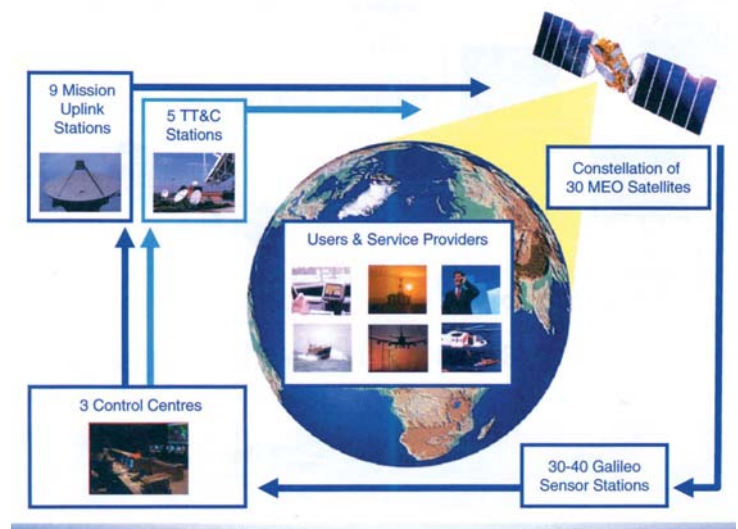 9 Mission
Uplink
Stations
5 TT&C
Stations
Constellation of
30 MEO Satellites
Users & Service Providers
3 Control Centres
30-40 Galileo
Sensor Stations